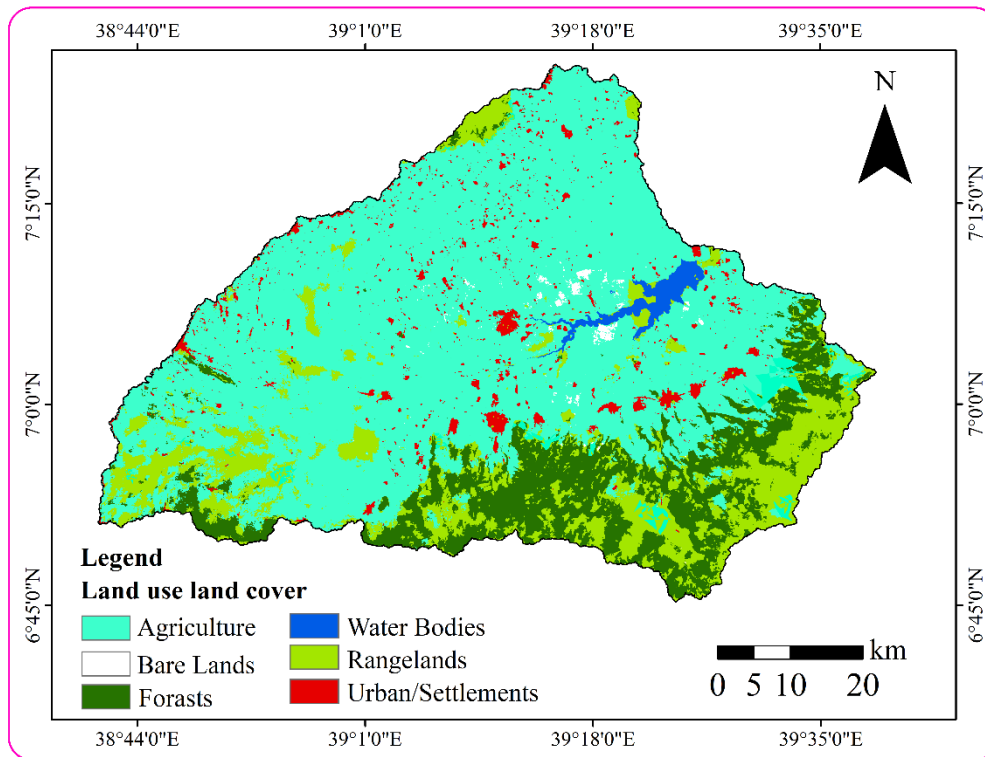 38°44'0"E 39°1'0"E 39°18'0"E 39°35'0"E
N
7°15'0"N 7°15'0"N
7°0'0"N 7°0'0"N
6°45'0"N 6°45'0"N
Legend
Land use land cover
Agriculture Water Bodies
Bare Lands Rangelands
Forasts Urban/Settlements
km
0 5 10 20
38°44'0"E 39°1'0"E 39°18'0"E 39°35'0"E